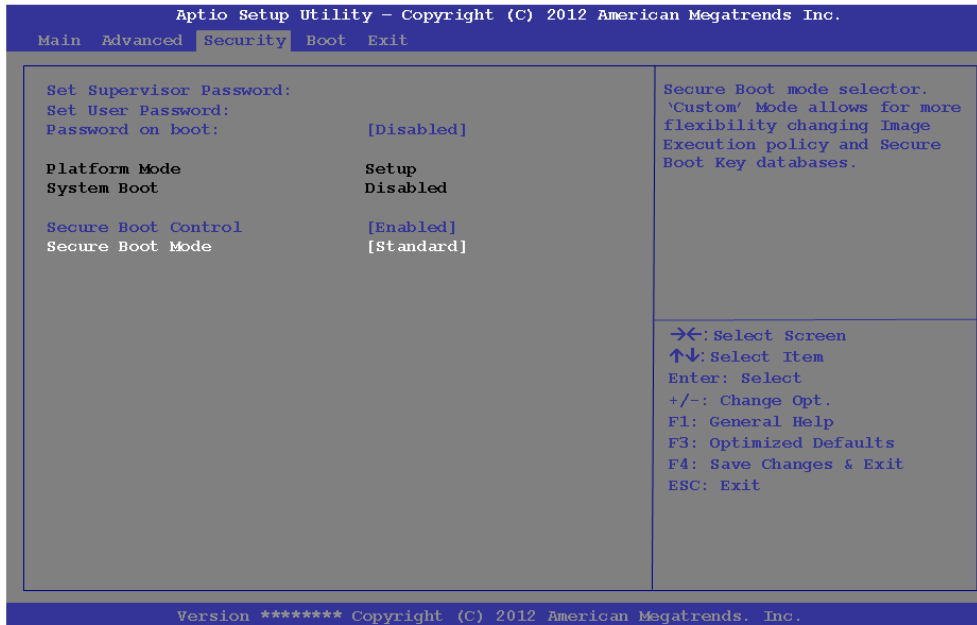 Aptio Setup Utility – Copyright (C) 2012 American Megatrends Inc.
Main Advanced Security Boot Exit
Set Supervisor Password:
Set User Password:
Password on boot: [Disabled]
Platform Mode Setup
System Boot Disabled
Secure Boot Control [Enabled]
Secure Boot Mode [Standard]
Secure Boot mode selector.
‘Custom’ Mode allows for more
flexibility changing Image
Execution policy and Secure
Boot Key databases.
→←:Select Screen
↑↓:Select Item
Enter: Select
+/-: Change Opt.
F1: General Help
F3: Optimized Defaults
F4: Save Changes & Exit
ESC: Exit
Version ******** Copyright (C) 2012 American Megatrends. Inc.